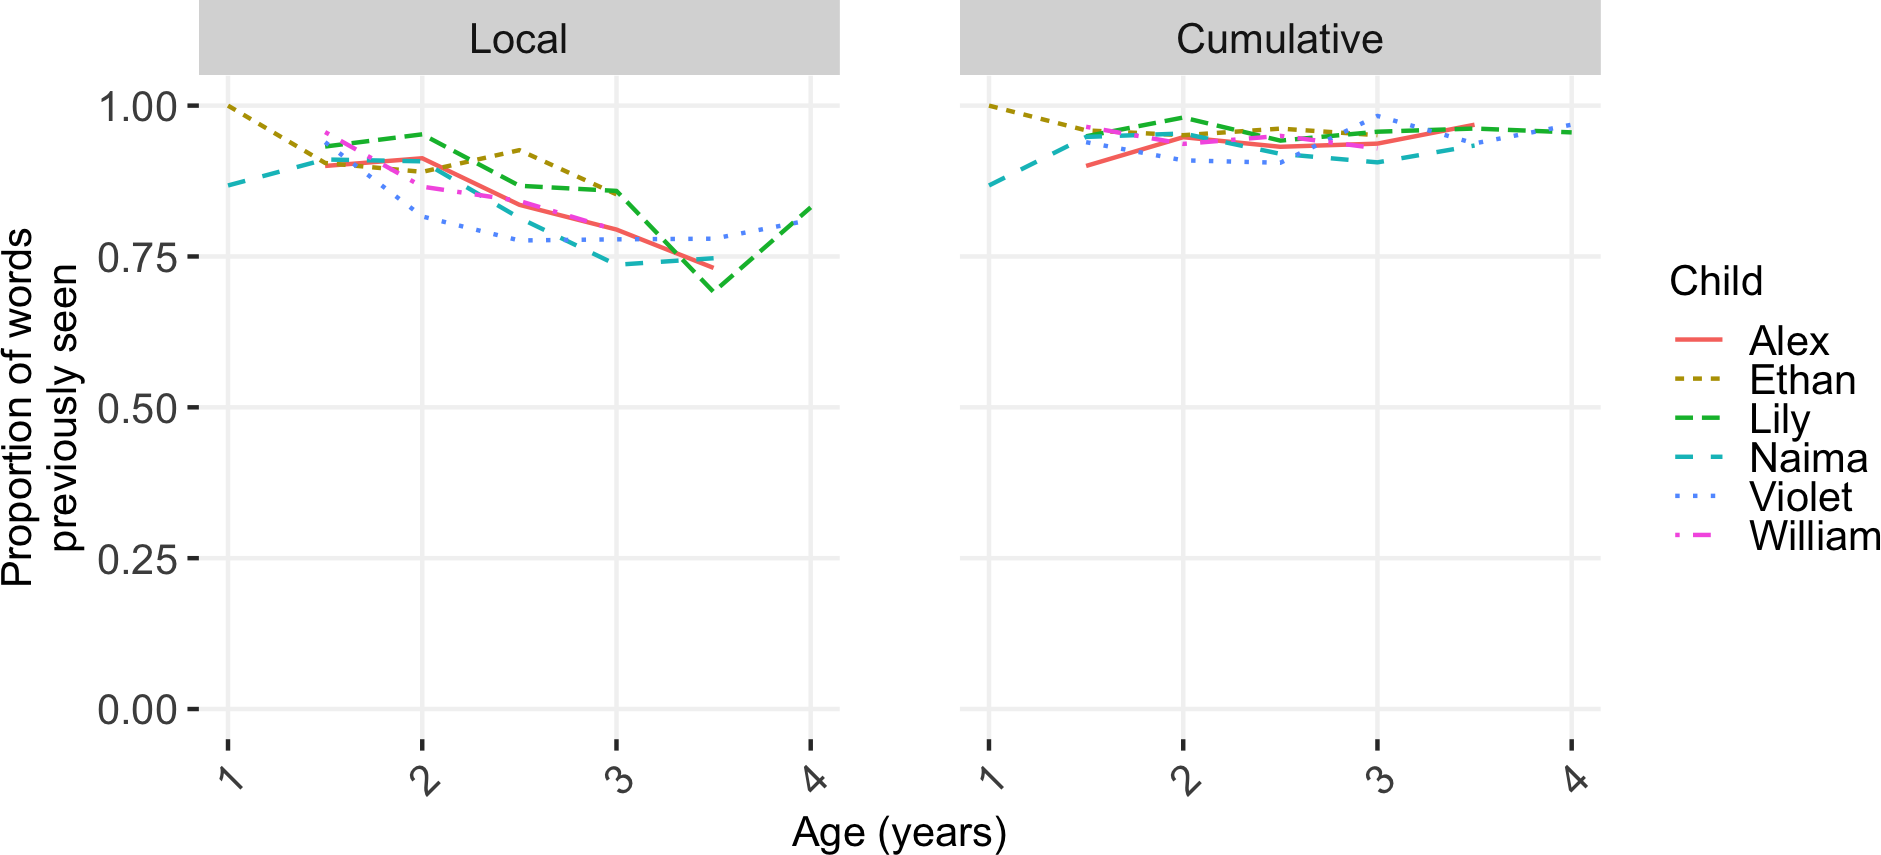 Local
Cumulative
1.00
0.75
0.50
0.25
0.00
Proportion of words
previously seen
1
2
3
4
1
2
3
4
Age (years)
Child
Alex
Ethan
Lily
Naima
Violet
William